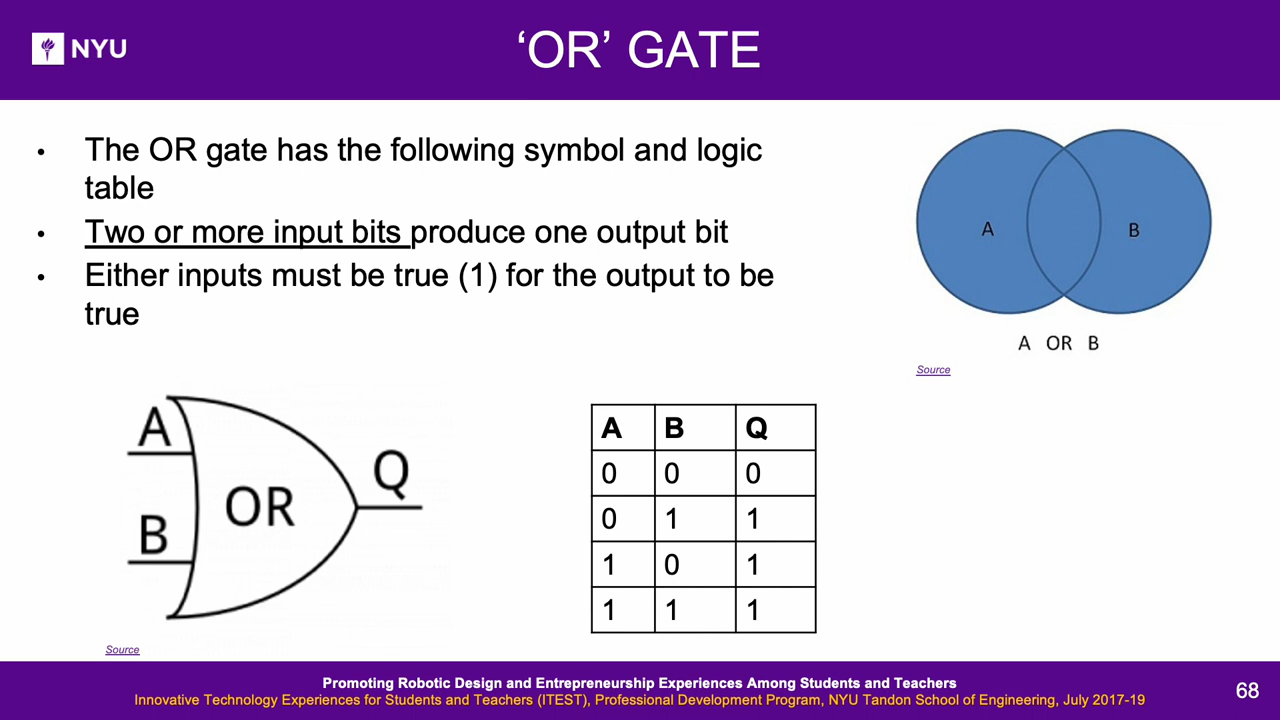 NYU
‘OR’ GATE
• The OR gate has the following symbol and logic
table
• Two or more input bits produce one output bit
• Either inputs must be true (1) for the output to be
true
A B
A OR B
Source
A
B
OR
Q
Source
A B Q
0 0 0
0 1 1
1 0 1
1 1 1
Promoting Robotic Design and Entrepreneurship Experiences Among Students and Teachers
Innovative Technology Experiences for Students and Teachers (ITEST), Professional Development Program, NYU Tandon School of Engineering, July 2017-19
68